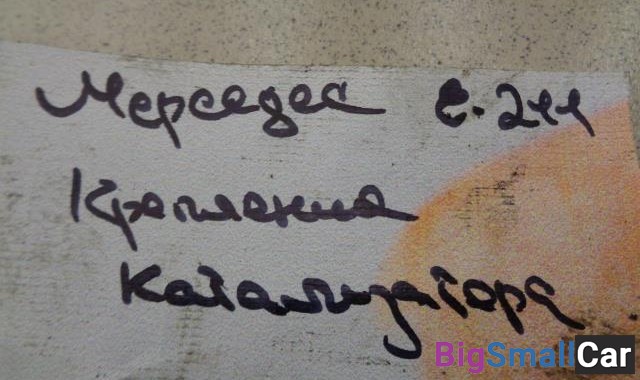 Мерседес Е-211
Крепления
Катализатора
BigSmallCar